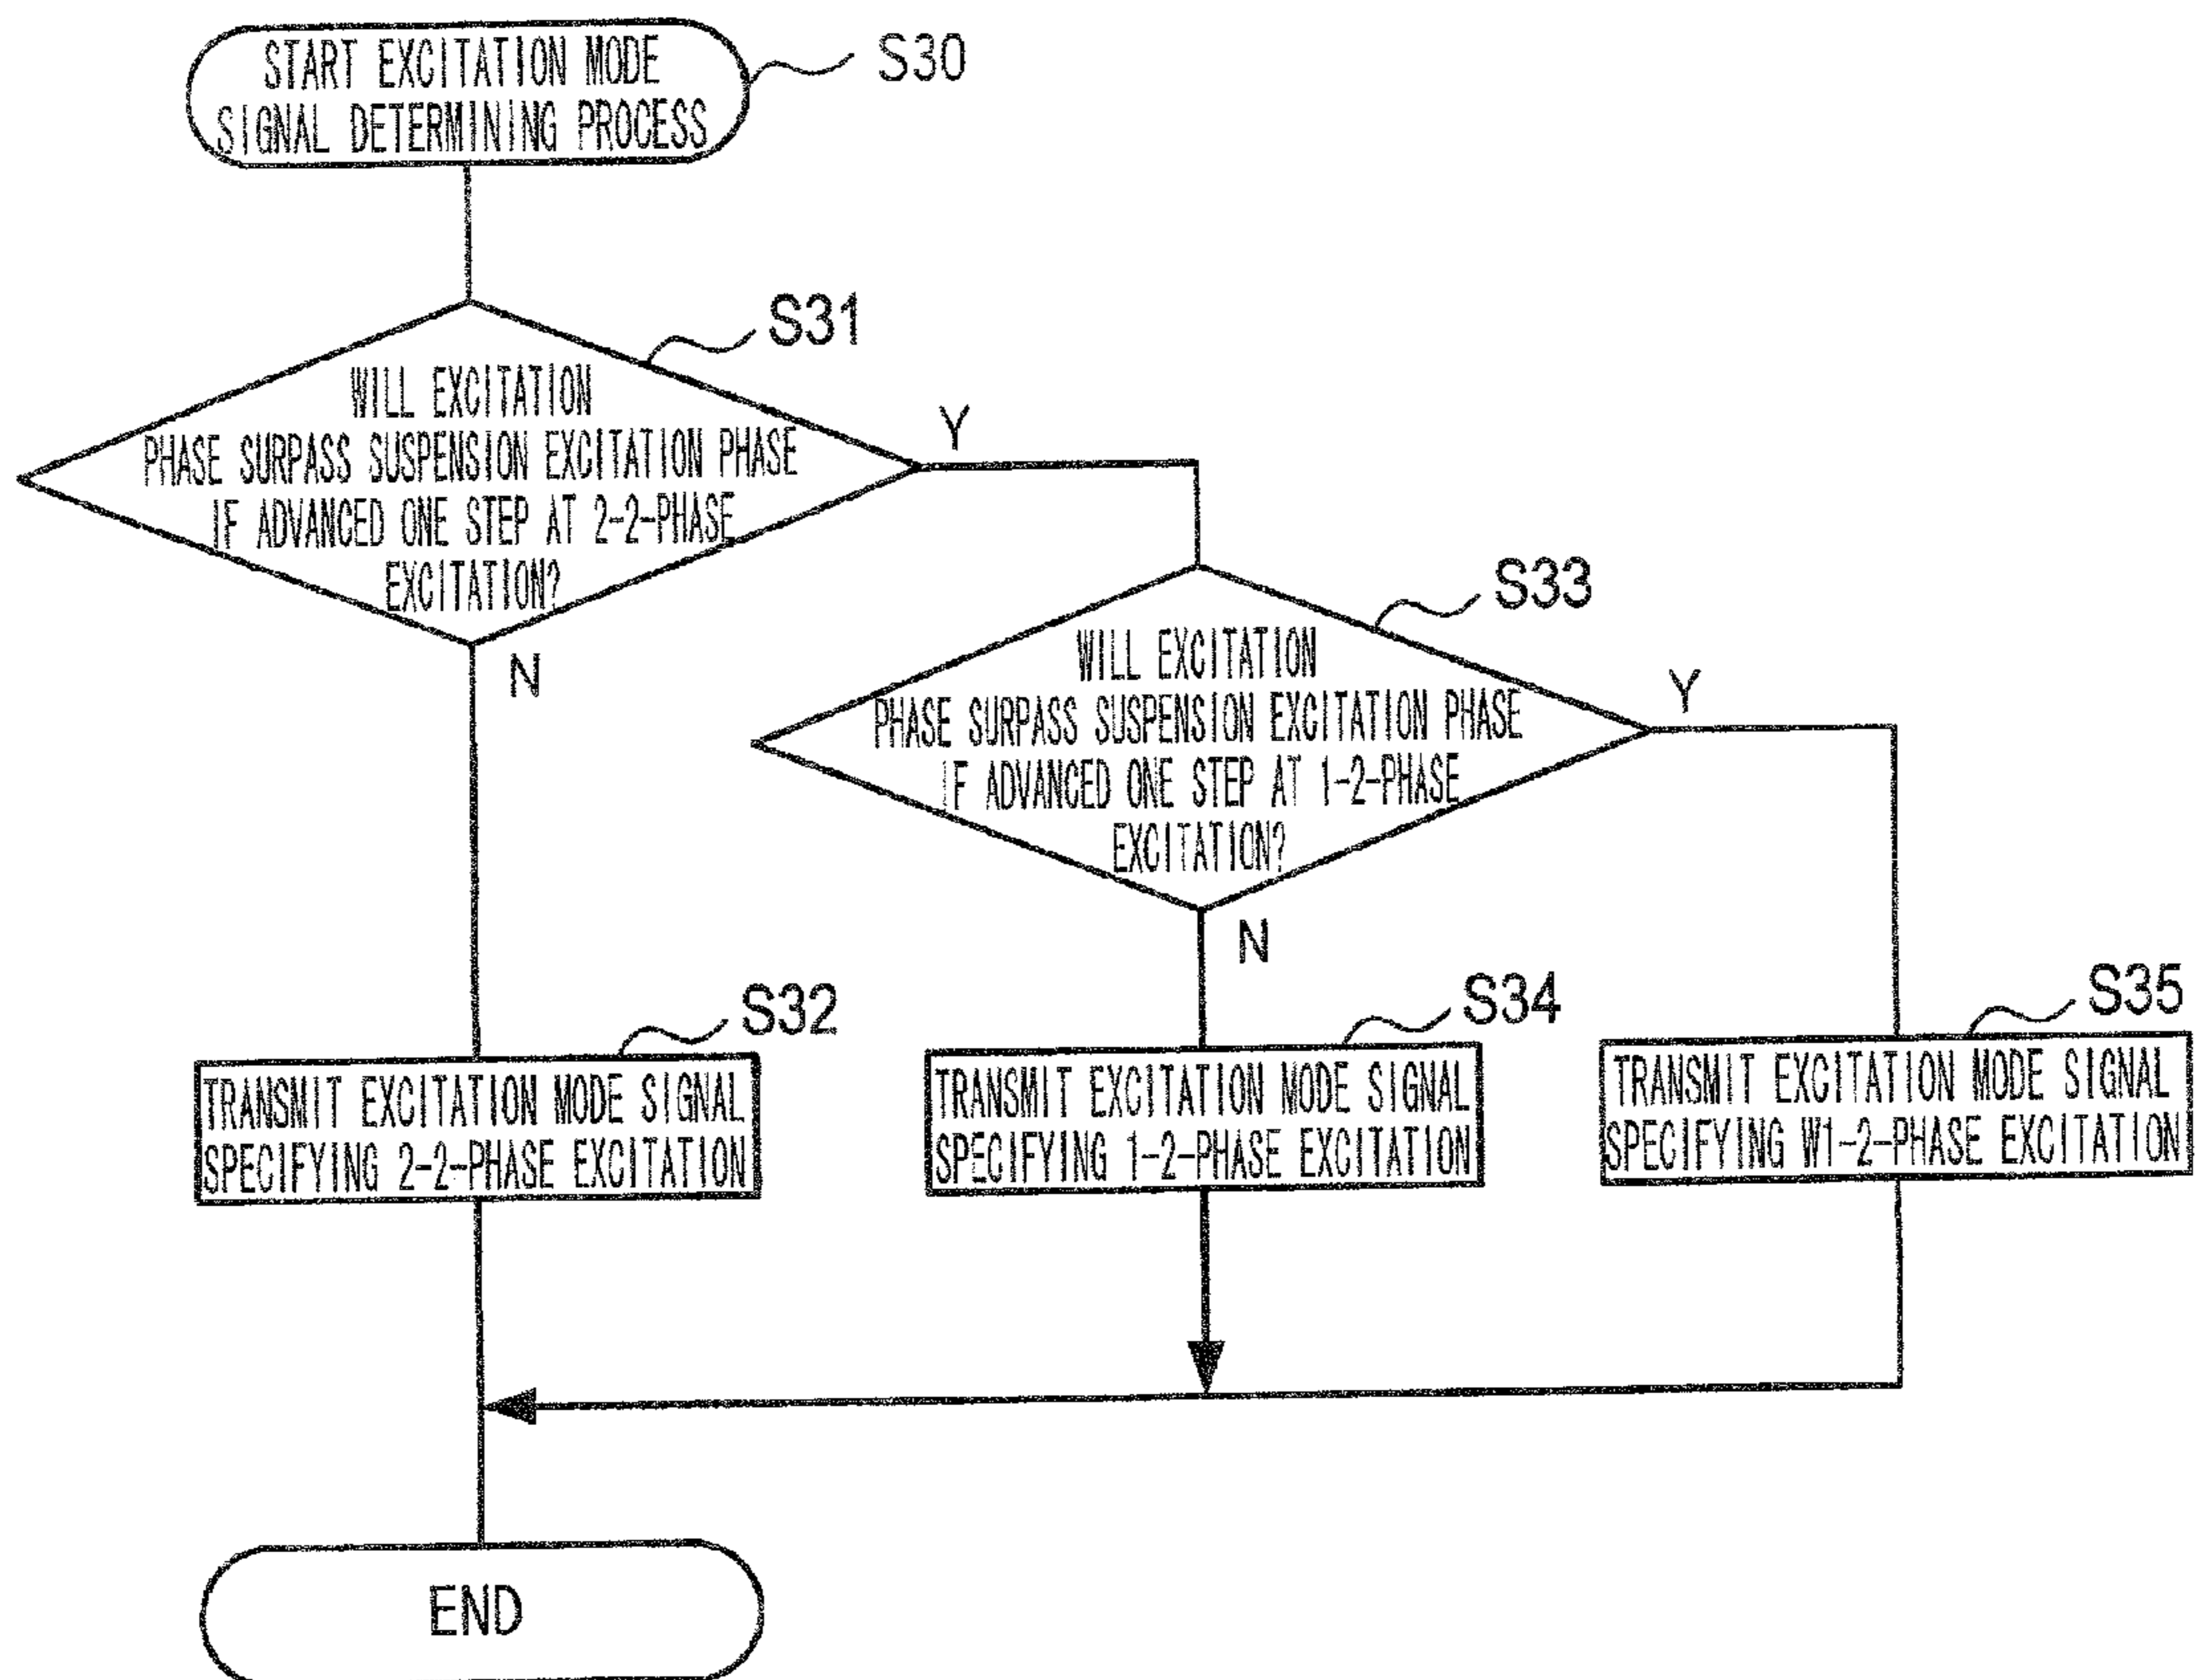 START EXCITATION MODE
SIGNAL DETERMINING PROCESS
S30
S31
WILL EXCITATION
PHASE SURPASS SUSPENSION EXCITATION PHASE
IF ADVANCED ONE STEP AT 2-2-PHASE
EXCITATION?
Y
N
S33
WILL EXCITATION
PHASE SURPASS SUSPENSION EXCITATION PHASE
IF ADVANCED ONE STEP AT 1-2-PHASE
EXCITATION?
Y
N
S32
TRANSMIT EXCITATION MODE SIGNAL
SPECIFYING 2-2-PHASE EXCITATION
S34
TRANSMIT EXCITATION MODE SIGNAL
SPECIFYING 1-2-PHASE EXCITATION
S35
TRANSMIT EXCITATION MODE SIGNAL
SPECIFYING W1-2-PHASE EXCITATION
END